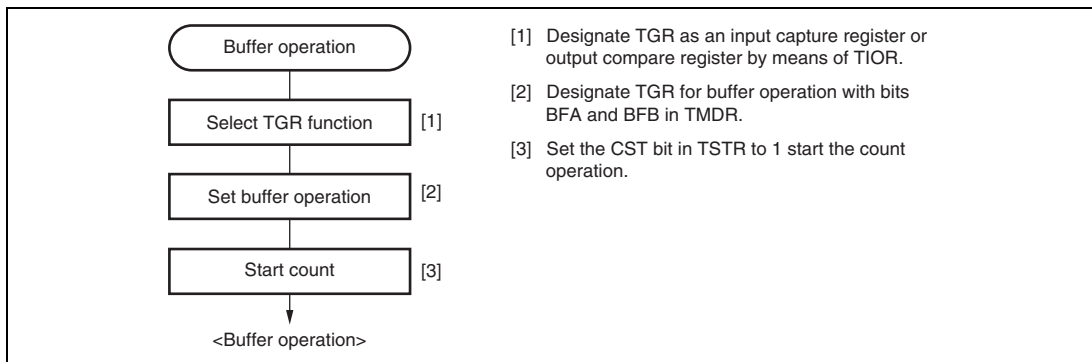 Buffer operation
Select TGR function
[1]
Set buffer operation
[2]
Start count
[3]
<Buffer operation>
[1] Designate TGR as an input capture register or
output compare register by means of TIOR.
[2] Designate TGR for buffer operation with bits
BFA and BFB in TMDR.
[3] Set the CST bit in TSTR to 1 start the count
operation.